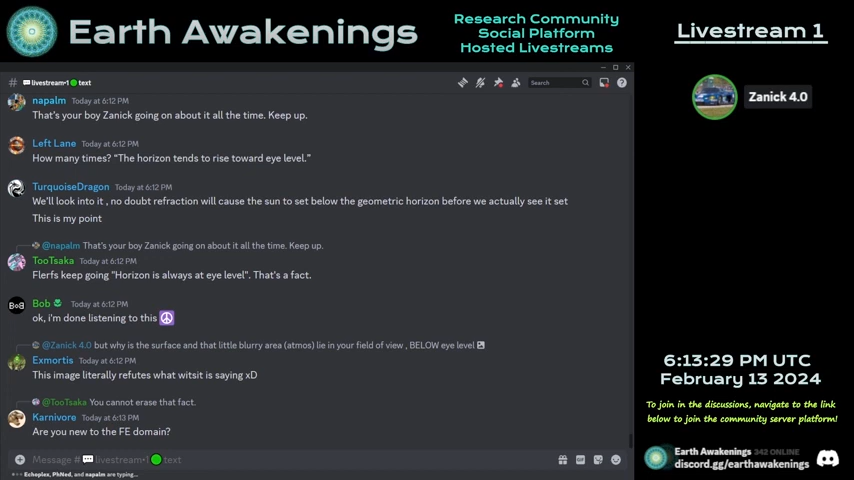 Earth Awakenings
Research Community
Social Platform
Hosted Livestreams
Livestream 1
# livestream•1 text
Search
Zanick 4.0
napalm Today at 6:12 PM
That's your boy Zanick going on about it all the time. Keep up.
Left Lane Today at 6:12 PM
How many times? "The horizon tends to rise toward eye level."
TurquoiseDragon Today at 6:12 PM
We'll look into it , no doubt refraction will cause the sun to set below the geometric horizon before we actually see it set
This is my point
@napalm That's your boy Zanick going on about it all the time. Keep up.
TooTsaka Today at 6:12 PM
Flerfs keep going "Horizon is always at eye level". That's a fact.
BoB
Bob Today at 6:12 PM
ok, i'm done listening to this
@Zanick 4.0 but why is the surface and that little blurry area (atmos) lie in your field of view , BELOW eye level
Exmortis Today at 6:12 PM
This image literally refutes what witsit is saying xD
@TooTsaka You cannot erase that fact.
Karnivore Today at 6:13 PM
Are you new to the FE domain?
Message # livestream•1 text
GIF
Echoplex, PhNed, and napalm are typing...
6:13:29 PM UTC
February 13 2024
To join in the discussions, navigate to the link
below to join the community server platform!
Earth Awakenings 342 ONLINE
discord.gg/earthawakenings